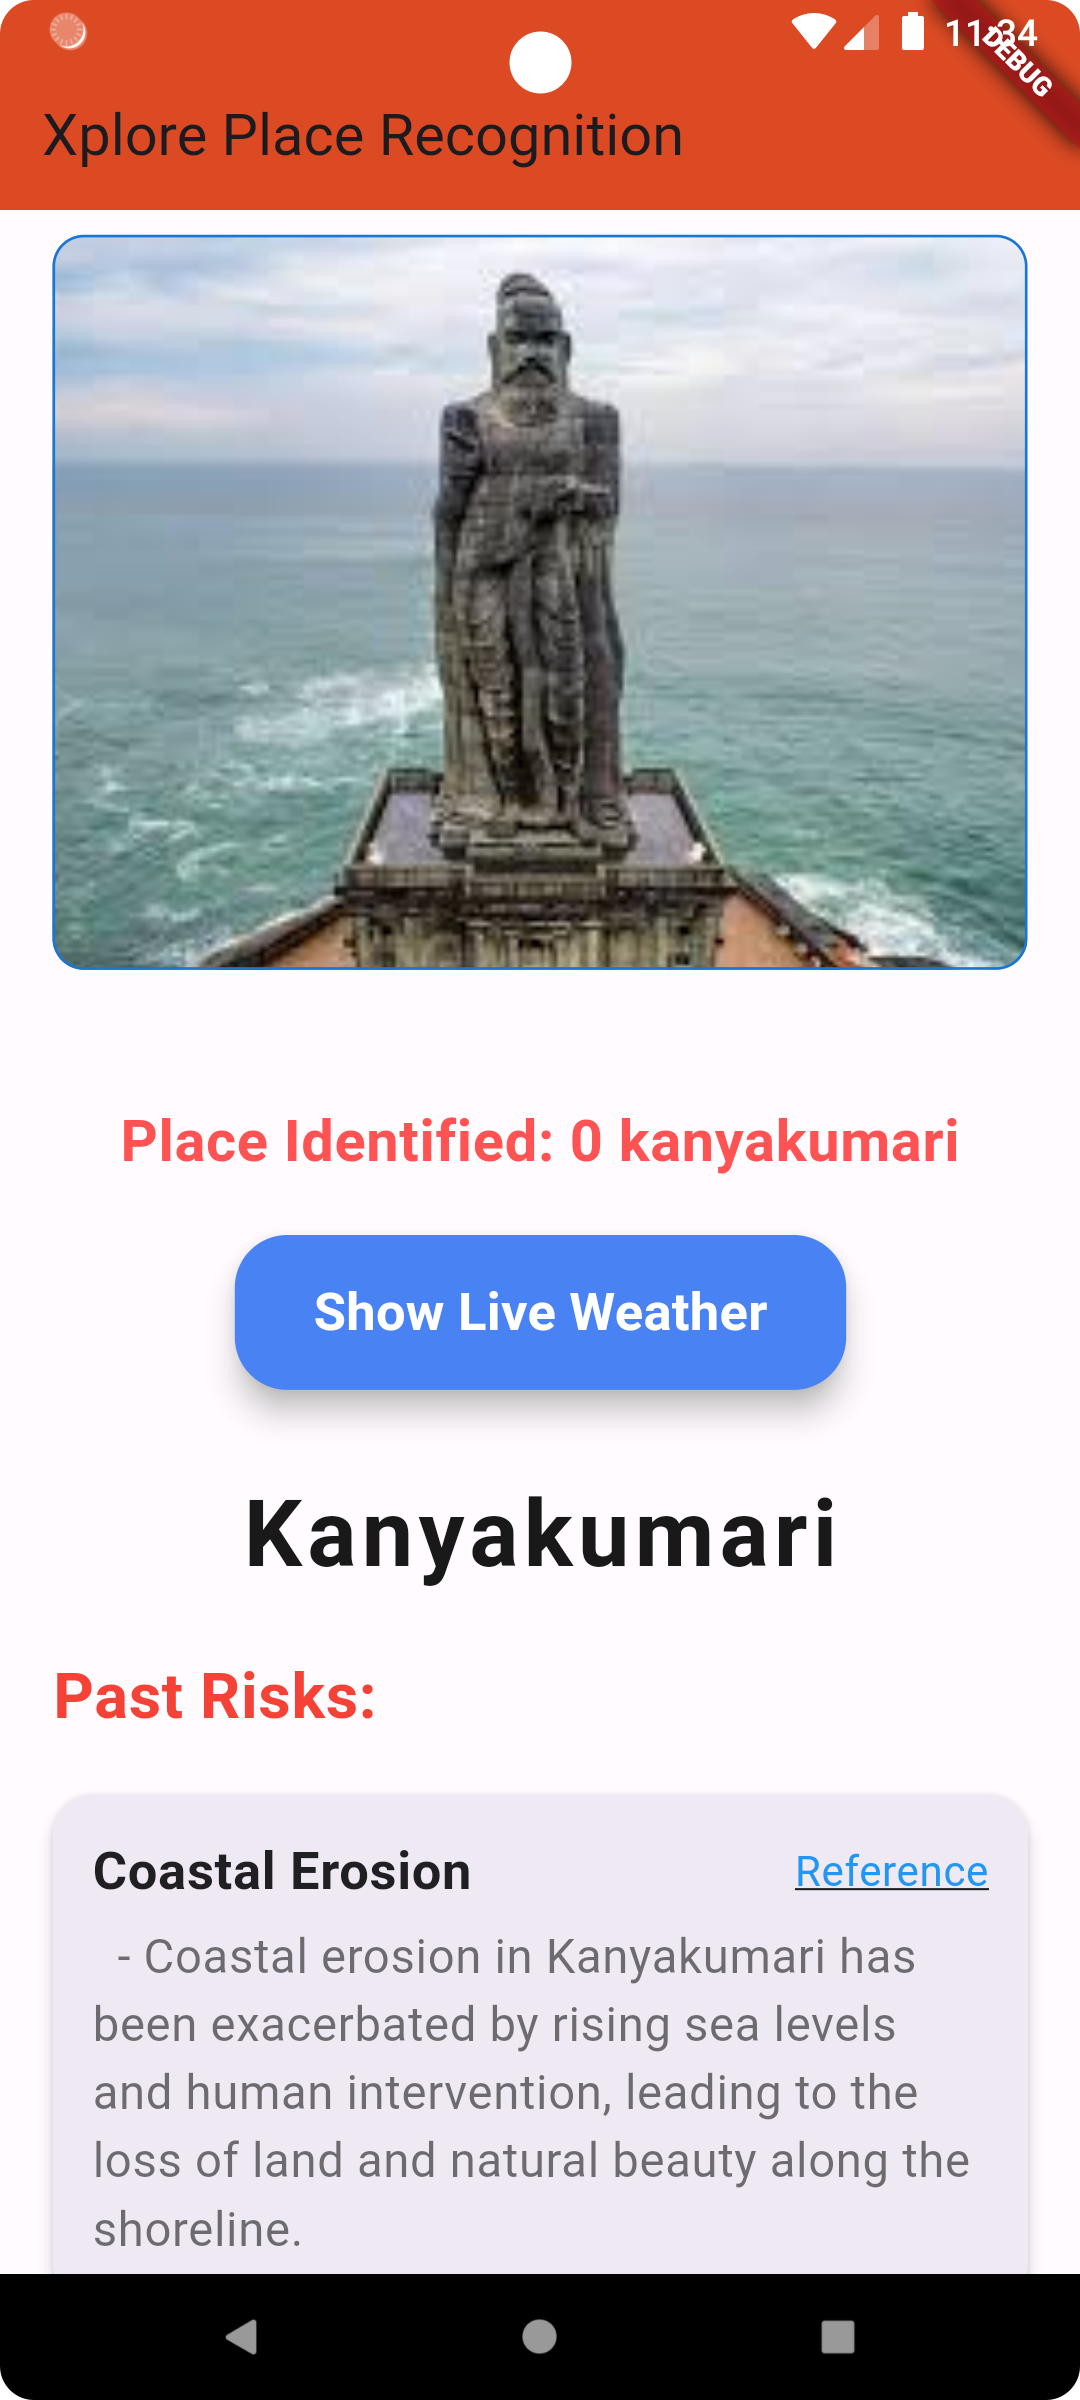 11:34
DEBUG
Xplore Place Recognition
Place Identified: 0 kanyakumari
Show Live Weather
Kanyakumari
Past Risks:
Coastal Erosion
Reference
- Coastal erosion in Kanyakumari has
been exacerbated by rising sea levels
and human intervention, leading to the
loss of land and natural beauty along the
shoreline.